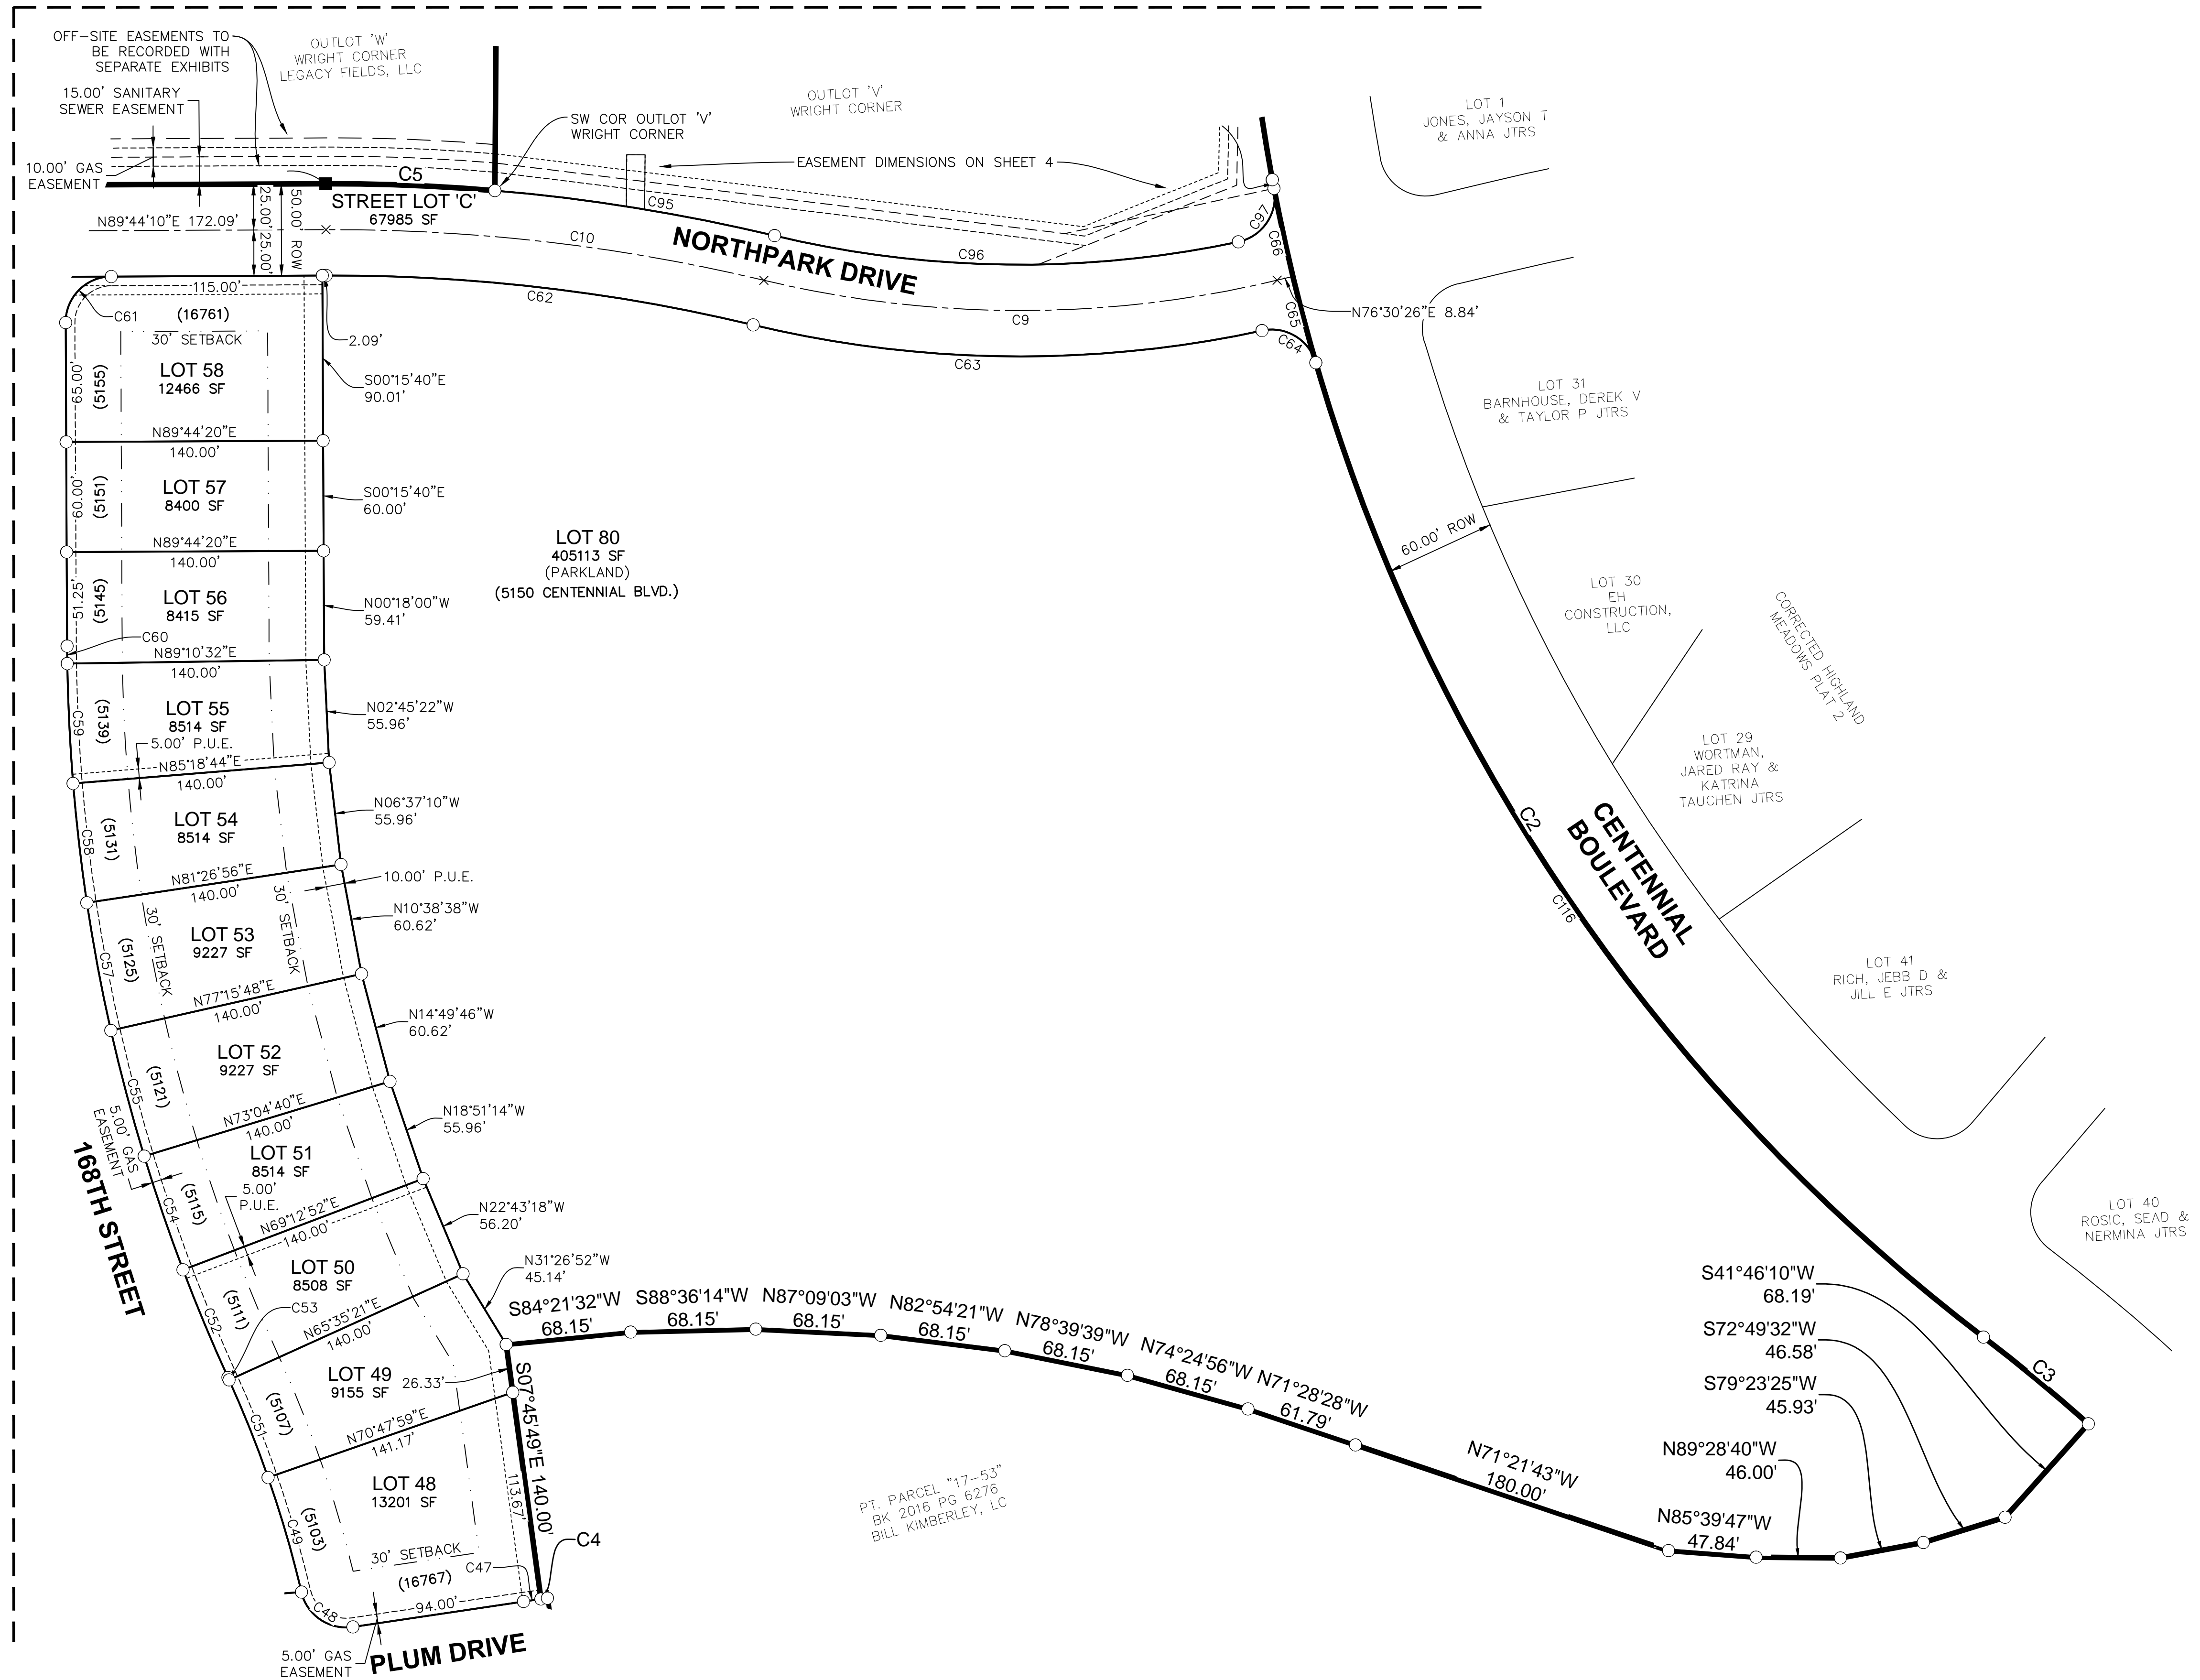 OFF-SITE EASEMENTS TO
BE RECORDED WITH
SEPARATE EXHIBITS
OUTLOT 'W'
WRIGHT CORNER
LEGACY FIELDS, LLC
15.00' SANITARY
SEWER EASEMENT
10.00' GAS
EASEMENT
SW COR OUTLOT 'V'
WRIGHT CORNER
OUTLOT 'V'
WRIGHT CORNER
EASEMENT DIMENSIONS ON SHEET 4
LOT 1
JONES, JAYSON T
& ANNA JTRS
C5
STREET LOT 'C'
67985 SF
C95
C97
C66
N89°44'10"E 172.09'
25.00'
25.00'
50.00' ROW
C10
NORTHPARK DRIVE
C96
C62
C9
C65
N76°30'26"E 8.84'
C63
C64
115.00'
C61
(16761)
30' SETBACK
2.09'
LOT 58
12466 SF
65.00'
(5155)
S00°15'40"E
90.01'
N89°44'20"E
140.00'
LOT 57
8400 SF
60.00'
(5151)
S00°15'40"E
60.00'
N89°44'20"E
140.00'
LOT 56
8415 SF
51.25'
(5145)
N00°18'00"W
59.41'
C60
N89°10'32"E
140.00'
LOT 55
8514 SF
C59
(5139)
N02°45'22"W
55.96'
5.00' P.U.E.
N85°18'44"E
140.00'
LOT 54
8514 SF
C58
(5131)
N06°37'10"W
55.96'
N81°26'56"E
140.00'
10.00' P.U.E.
30' SETBACK
30' SETBACK
LOT 53
9227 SF
C57
(5125)
N10°38'38"W
60.62'
N77°15'48"E
140.00'
LOT 52
9227 SF
C55
(5121)
N14°49'46"W
60.62'
N73°04'40"E
140.00'
5.00' GAS
EASEMENT
LOT 51
8514 SF
C54
(5115)
N18°51'14"W
55.96'
5.00'
P.U.E.
N69°12'52"E
140.00'
168TH STREET
LOT 50
8508 SF
C52
(5111)
N22°43'18"W
56.20'
C53
N65°35'21"E
140.00'
N31°26'52"W
45.14'
LOT 49
9155 SF
C51
(5107)
26.33'
N70°47'59"E
141.17'
S07°45'49"E 140.00'
113.67'
LOT 48
13201 SF
C49
(5103)
30' SETBACK
(16767)
C47
C4
C48
94.00'
5.00' GAS
EASEMENT
PLUM DRIVE
LOT 80
405113 SF
(PARKLAND)
(5150 CENTENNIAL BLVD.)
LOT 31
BARNHOUSE, DEREK V
& TAYLOR P JTRS
60.00' ROW
LOT 30
EH
CONSTRUCTION,
LLC
CORRECTED HIGHLAND
MEADOWS PLAT 2
LOT 29
WORTMAN,
JARED RAY &
KATRINA
TAUCHEN JTRS
C2
CENTENNIAL
BOULEVARD
C116
LOT 41
RICH, JEBB D &
JILL E JTRS
LOT 40
ROSIC, SEAD &
NERMINA JTRS
S84°21'32"W
68.15'
S88°36'14"W
68.15'
N87°09'03"W
68.15'
N82°54'21"W
68.15'
N78°39'39"W
68.15'
N74°24'56"W
68.15'
N71°28'28"W
61.79'
N71°21'43"W
180.00'
N85°39'47"W
47.84'
N89°28'40"W
46.00'
S79°23'25"W
45.93'
S72°49'32"W
46.58'
S41°46'10"W
68.19'
C3
PT. PARCEL "17-53"
BK 2016 PG 6276
BILL KIMBERLEY, LC